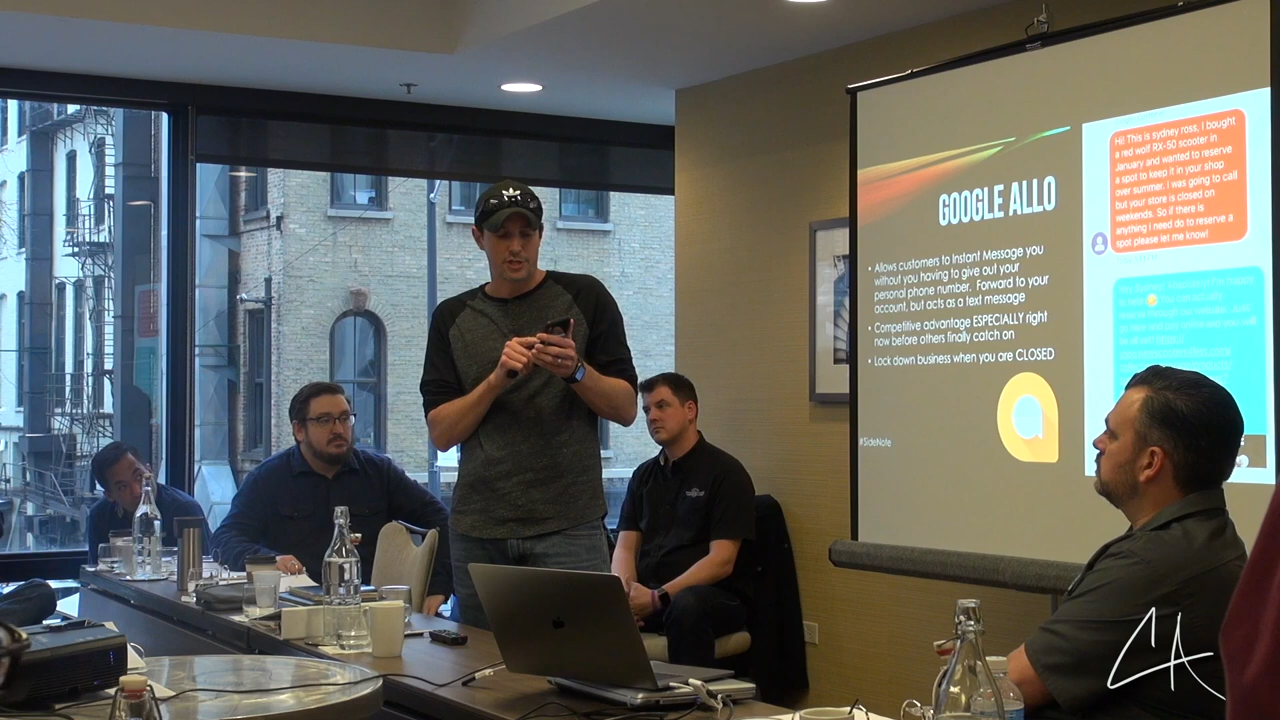 GOOGLE ALLO
• Allows customers to Instant Message you
without you having to give out your
personal phone number. Forward to your
account, but acts as a text message
• Competitive advantage ESPECIALLY right
now before others finally catch on
• Lock down business when you are CLOSED
#SideNote
Hi! This is sydney ross, I bought
a red wolf RX-50 scooter in
January and wanted to reserve
a spot to keep it in your shop
over summer. I was going to call
but your store is closed on
weekends. So if there is
anything I need do to reserve a
spot please let me know!
CA